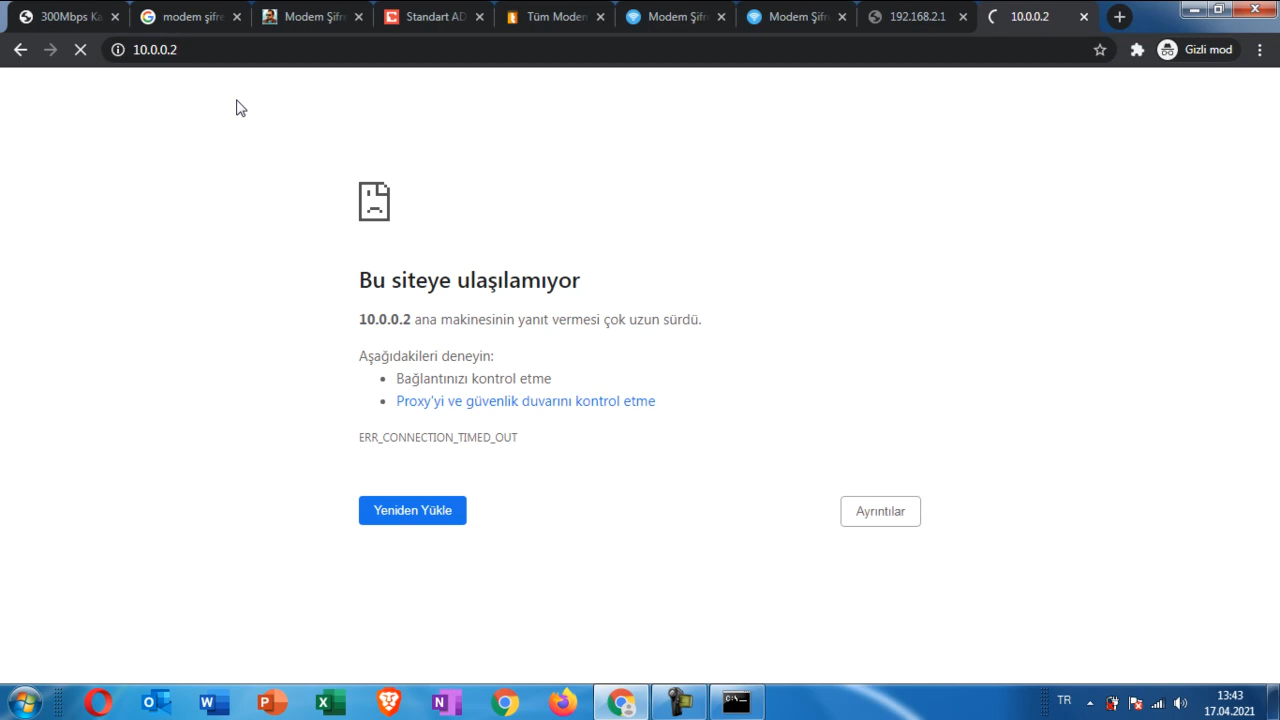 300Mbps Ka
modem şifre
Modem Şifre
Standart AD
Tüm Modem
Modem Şifre
Modem Şifre
192.168.2.1
10.0.0.2
10.0.0.2
Gizli mod
Bu siteye ulaşılamıyor
10.0.0.2 ana makinesinin yanıt vermesi çok uzun sürdü.
Aşağıdakileri deneyin:
• Bağlantınızı kontrol etme
• Proxy'yi ve güvenlik duvarını kontrol etme
ERR_CONNECTION_TIMED_OUT
Yeniden Yükle
Ayrıntılar
TR
13:43
17.04.2021